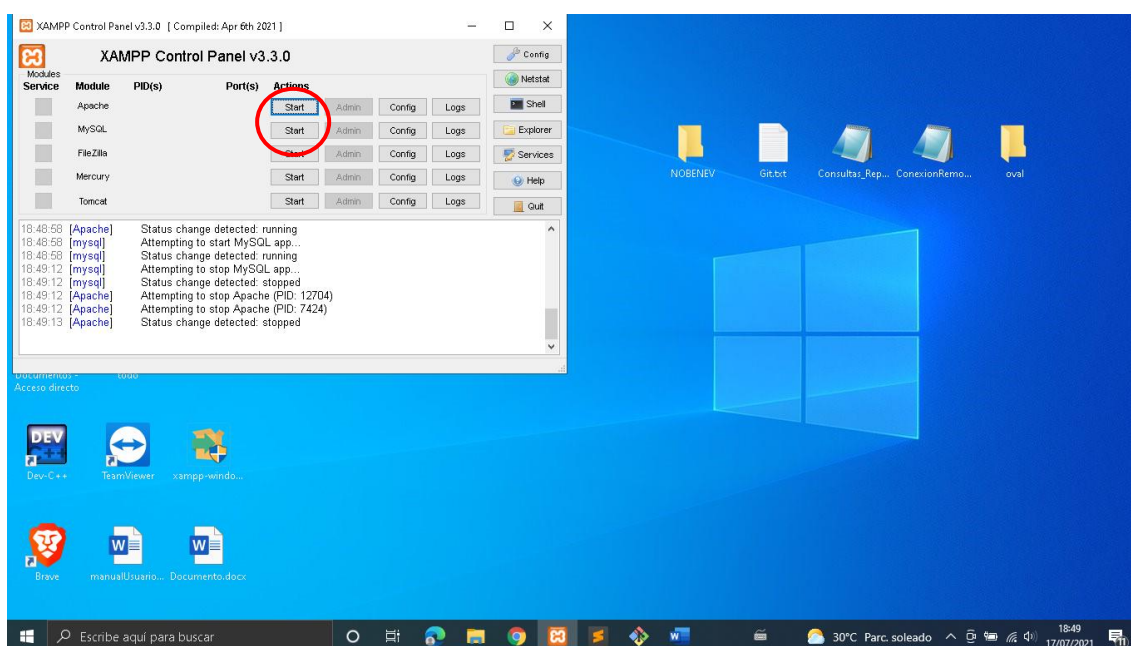 XAMPP Control Panel v3.3.0 [ Compiled: Apr 6th 2021 ]
XAMPP Control Panel v3.3.0
Config
Modules
Service Module PID(s) Port(s) Actions
Netstat
Apache Start Admin Config Logs
Shell
MySQL Start Admin Config Logs
Explorer
FileZilla Start Admin Config Logs
Services
Mercury Start Admin Config Logs
Help
Tomcat Start Admin Config Logs
Quit
18:48:58 [Apache] Status change detected: running
18:48:58 [mysql] Attempting to start MySQL app...
18:48:58 [mysql] Status change detected: running
18:49:12 [mysql] Attempting to stop MySQL app...
18:49:12 [mysql] Status change detected: stopped
18:49:12 [Apache] Attempting to stop Apache (PID: 12704)
18:49:12 [Apache] Attempting to stop Apache (PID: 7424)
18:49:13 [Apache] Status change detected: stopped
NOBENEV Git.txt Consultas_Rep... ConexionRemo... oval
Documentos - todo
Acceso directo
DEV
C++
Dev-C++ TeamViewer xampp-windo...
Brave manualUsuario... Documento.docx
Escribe aquí para buscar
30°C Parc. soleado
18:49
17/07/2021